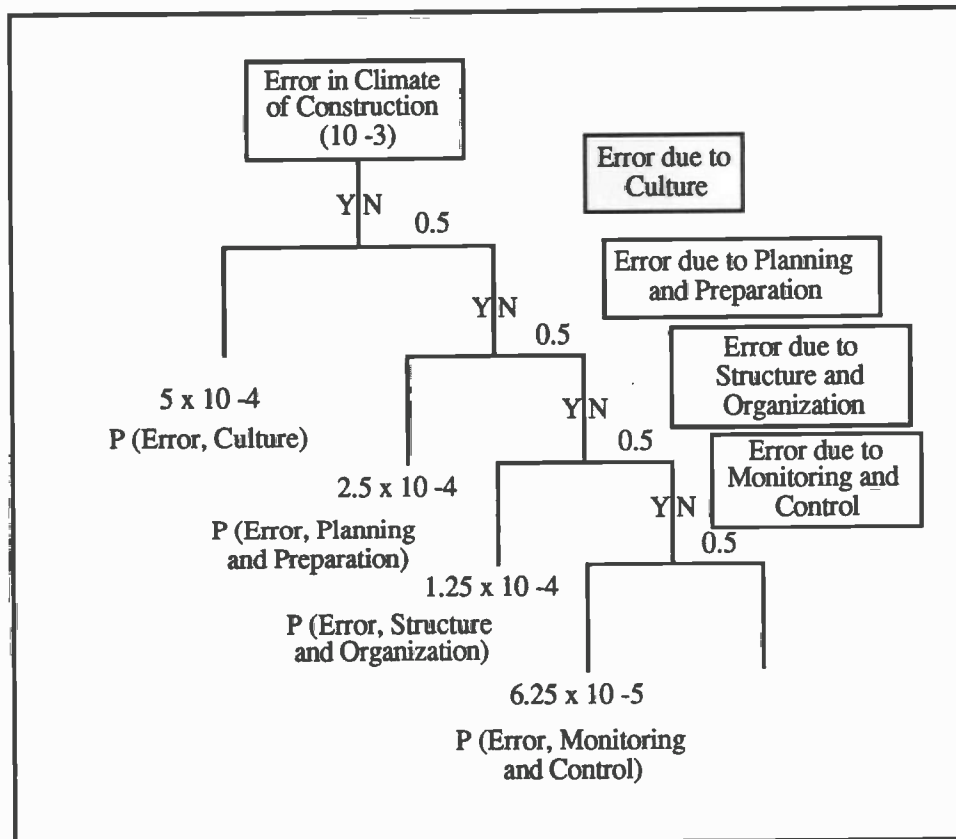 Error in Climate
of Construction
(10 -3)
Error due to
Culture
Y N
0.5
Error due to Planning
and Preparation
Y N
0.5
Error due to
Structure and
Organization
5 x 10 -4
P (Error, Culture)
Y N
0.5
Error due to
Monitoring and
Control
2.5 x 10 -4
P (Error, Planning
and Preparation)
Y N
0.5
1.25 x 10 -4
P (Error, Structure
and Organization)
6.25 x 10 -5
P (Error, Monitoring
and Control)